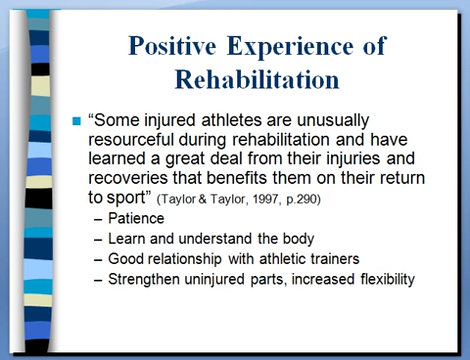 Positive Experience of
Rehabilitation
“Some injured athletes are unusually
resourceful during rehabilitation and have
learned a great deal from their injuries and
recoveries that benefits them on their return
to sport” (Taylor & Taylor, 1997, p.290)
– Patience
– Learn and understand the body
– Good relationship with athletic trainers
– Strengthen uninjured parts, increased flexibility